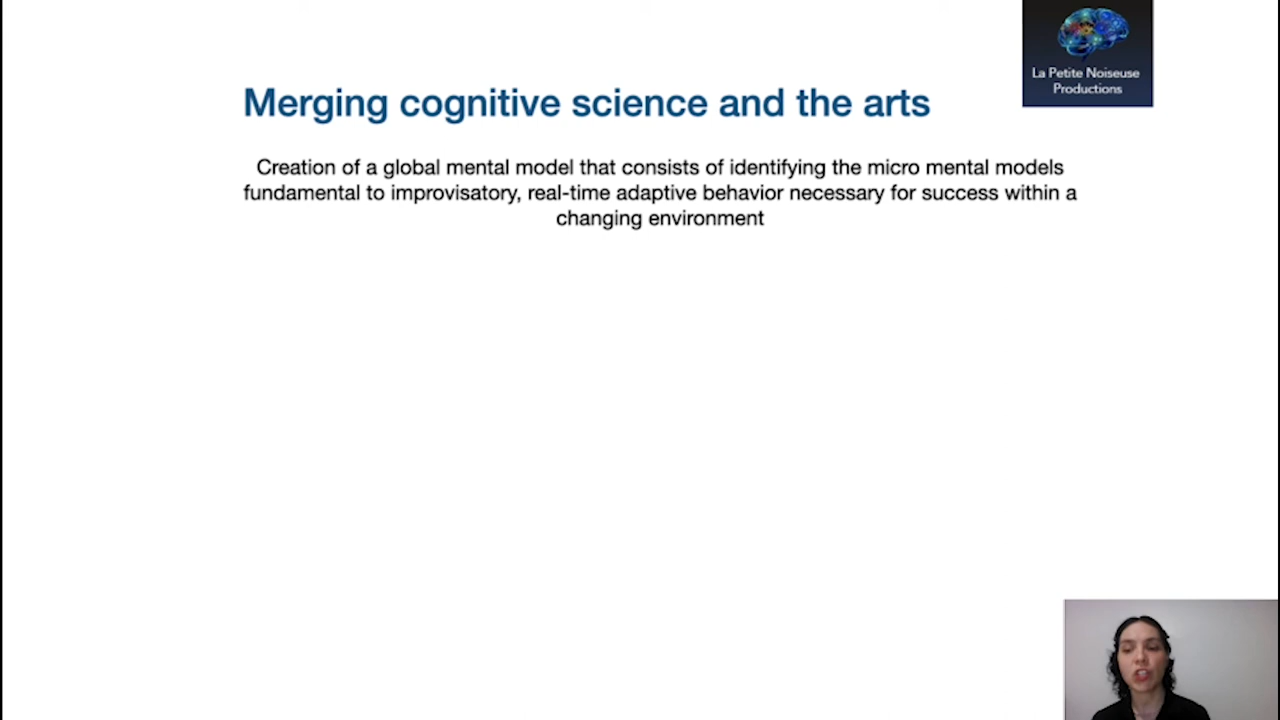 La Petite Noiseuse
Productions
Merging cognitive science and the arts
Creation of a global mental model that consists of identifying the micro mental models
fundamental to improvisatory, real-time adaptive behavior necessary for success within a
changing environment